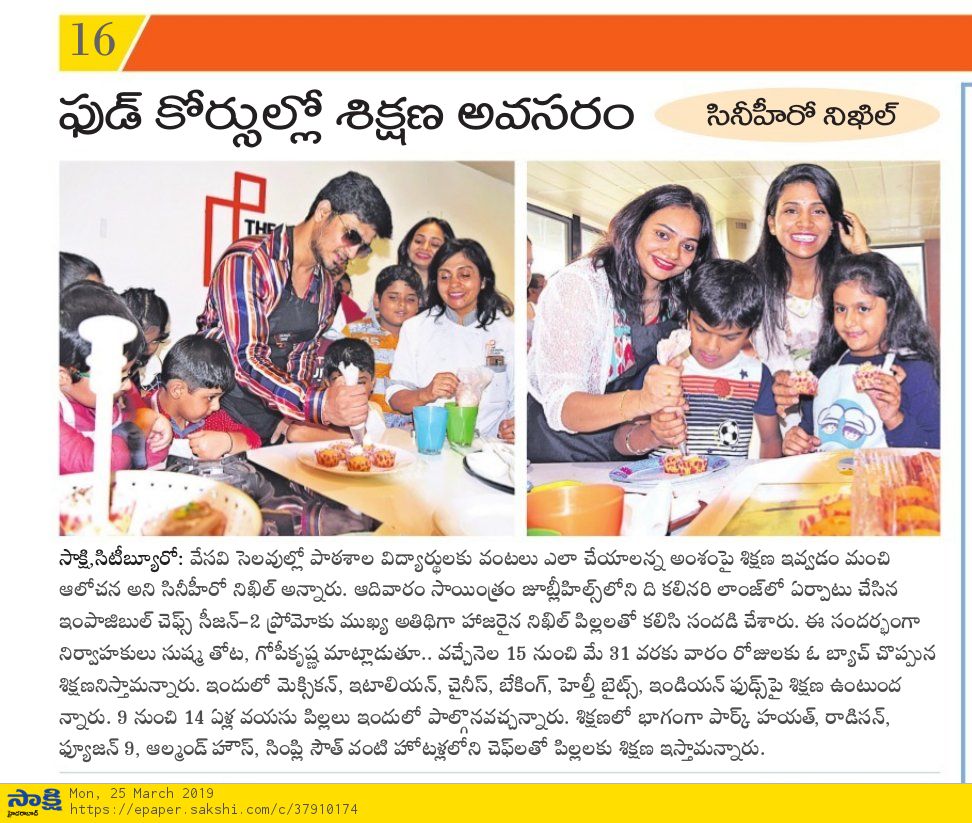 16
ఫుడ్ కోర్సుల్లో శిక్షణ అవసరం
సినీహీరో నిఖిల్
THE
సాక్షి,సిటీబ్యూరో: వేసవి సెలవుల్లో పాఠశాల విద్యార్థులకు వంటలు ఎలా చేయాలన్న అంశంపై శిక్షణ ఇవ్వడం మంచి
ఆలోచన అని సినీహీరో నిఖిల్ అన్నారు. ఆదివారం సాయింత్రం జూబ్లీహిల్స్‌లోని ది కలినరి లాంజ్‌లో ఏర్పాటు చేసిన
ఇంపాజిబుల్ చెఫ్స్ సీజన్–2 ప్రోమోకు ముఖ్య అతిథిగా హాజరైన నిఖిల్ పిల్లలతో కలిసి సందడి చేశారు. ఈ సందర్భంగా
నిర్వాహకులు సుష్మ తోట, గోపీకృష్ణ మాట్లాడుతూ.. వచ్చేనెల 15 నుంచి మే 31 వరకు వారం రోజులకు ఓ బ్యాచ్ చొప్పున
శిక్షణనిస్తామన్నారు. ఇందులో మెక్సికన్, ఇటాలియన్, చైనీస్, బేకింగ్, హెల్తీ బైట్స్, ఇండియన్ ఫుడ్స్‌పై శిక్షణ ఉంటుంద
న్నారు. 9 నుంచి 14 ఏళ్ల వయసు పిల్లలు ఇందులో పాల్గొనవచ్చన్నారు. శిక్షణలో భాగంగా పార్క్ హయత్, రాడిసన్,
ఫ్యూజన్ 9, ఆల్మండ్ హౌస్, సింప్లి సౌత్ వంటి హోటళ్లలోని చెఫ్‌లతో పిల్లలకు శిక్షణ ఇస్తామన్నారు.
సాక్షి
హైదరాబాద్
Mon, 25 March 2019
https://epaper.sakshi.com/c/37910174